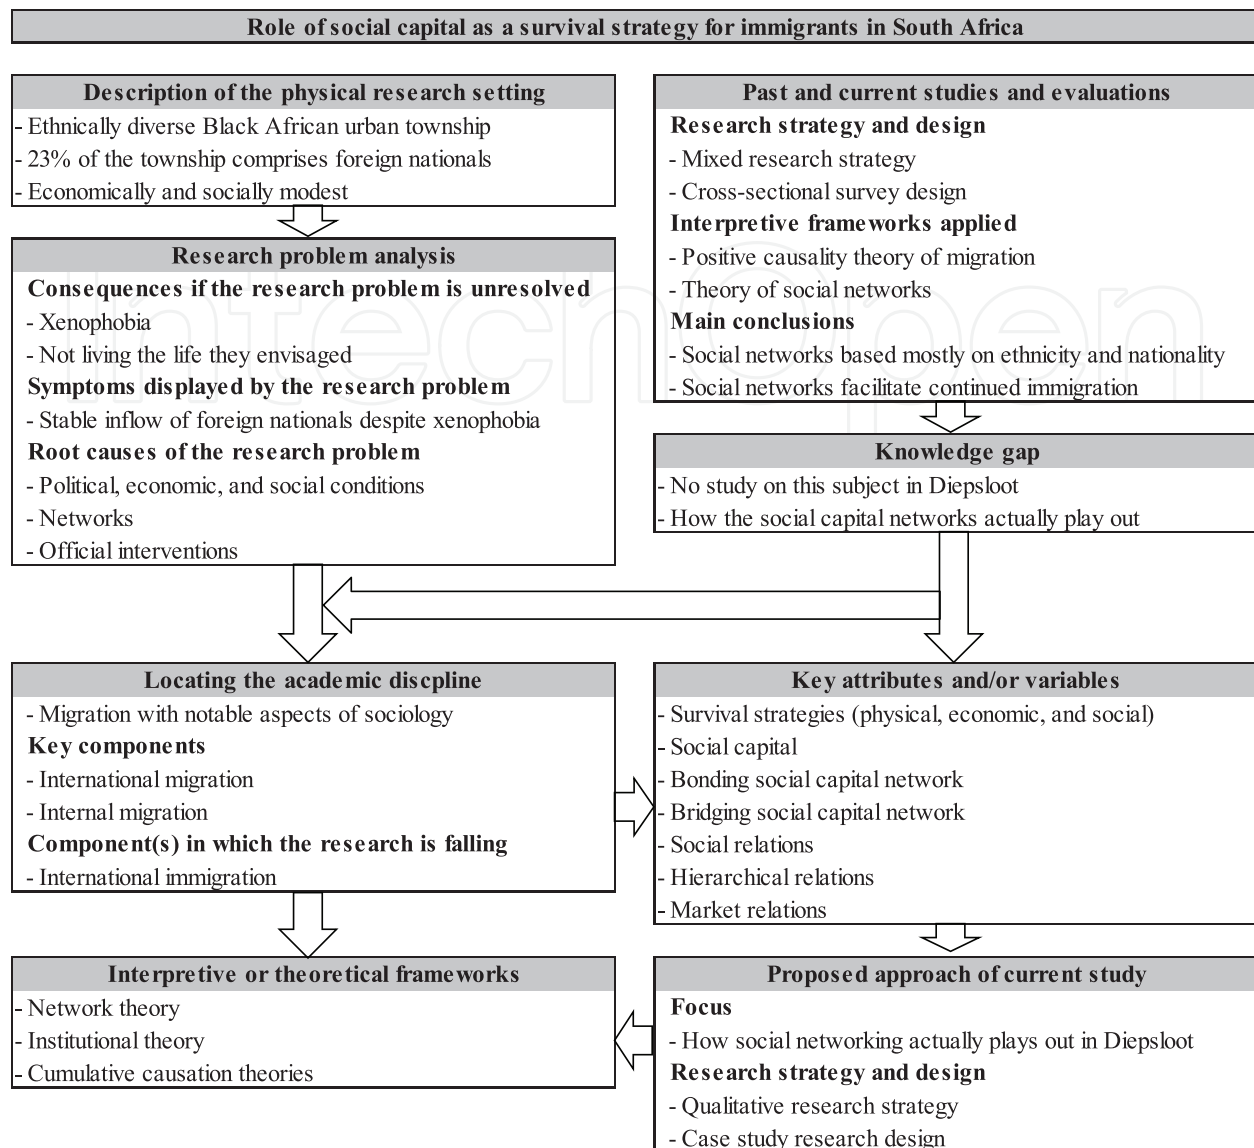 Role of social capital as a survival strategy for immigrants in South Africa
Description of the physical research setting
- Ethnically diverse Black African urban township
- 23% of the township comprises foreign nationals
- Economically and socially modest
Research problem analysis
Consequences if the research problem is unresolved
- Xenophobia
- Not living the life they envisaged
Symptoms displayed by the research problem
- Stable inflow of foreign nationals despite xenophobia
Root causes of the research problem
- Political, economic, and social conditions
- Networks
- Official interventions
Past and current studies and evaluations
Research strategy and design
- Mixed research strategy
- Cross-sectional survey design
Interpretive frameworks applied
- Positive causality theory of migration
- Theory of social networks
Main conclusions
- Social networks based mostly on ethnicity and nationality
- Social networks facilitate continued immigration
Knowledge gap
- No study on this subject in Diepsloot
- How the social capital networks actually play out
Locating the academic discpline
- Migration with notable aspects of sociology
Key components
- International migration
- Internal migration
Component(s) in which the research is falling
- International immigration
Key attributes and/or variables
- Survival strategies (physical, economic, and social)
- Social capital
- Bonding social capital network
- Bridging social capital network
- Social relations
- Hierarchical relations
- Market relations
Interpretive or theoretical frameworks
- Network theory
- Institutional theory
- Cumulative causation theories
Proposed approach of current study
Focus
- How social networking actually plays out in Diepsloot
Research strategy and design
- Qualitative research strategy
- Case study research design
IntechOpen